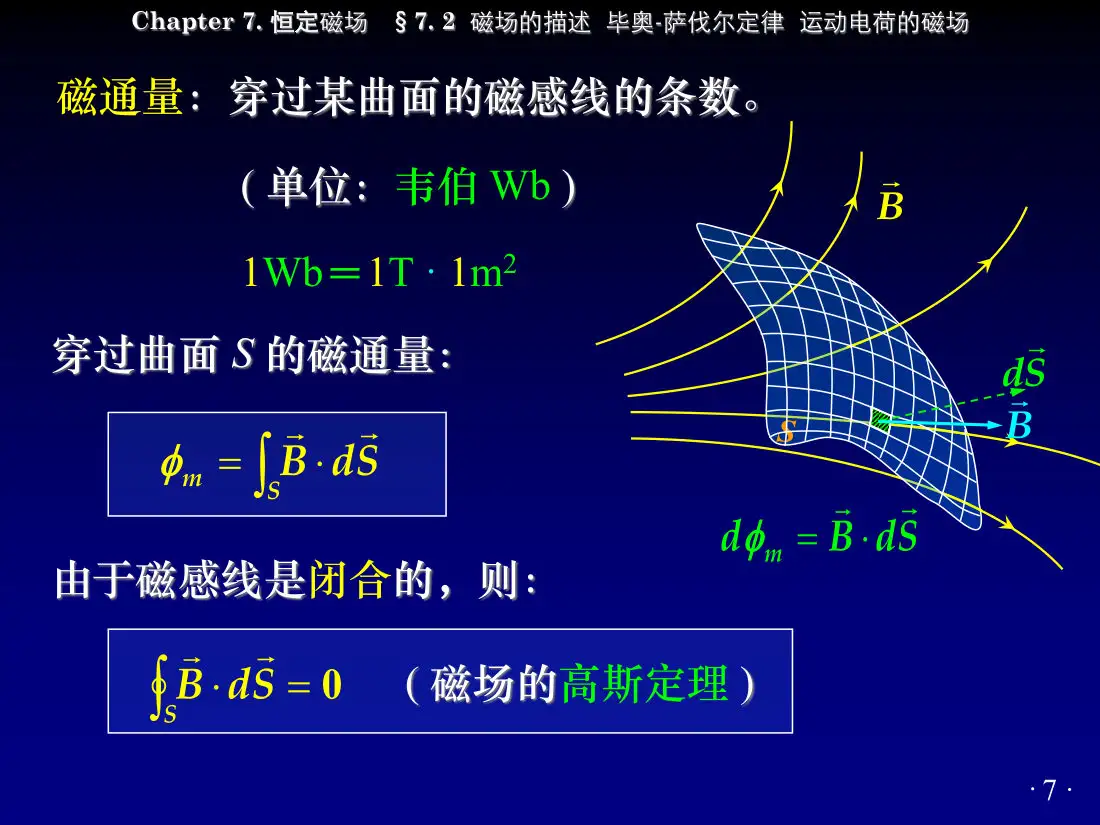 Chapter 7. 恒定磁场 §7. 2 磁场的描述 毕奥-萨伐尔定律 运动电荷的磁场
磁通量：穿过某曲面的磁感线的条数。
( 单位：韦伯 Wb )
1Wb＝1T · 1m²
穿过曲面 S 的磁通量：
ϕₘ = ∫_S B⃗ · dS⃗
由于磁感线是闭合的，则：
∮_S B⃗ · dS⃗ = 0 ( 磁场的高斯定理 )
B⃗
dS⃗
B⃗
S
dϕₘ = B⃗ · dS⃗
· 7 ·